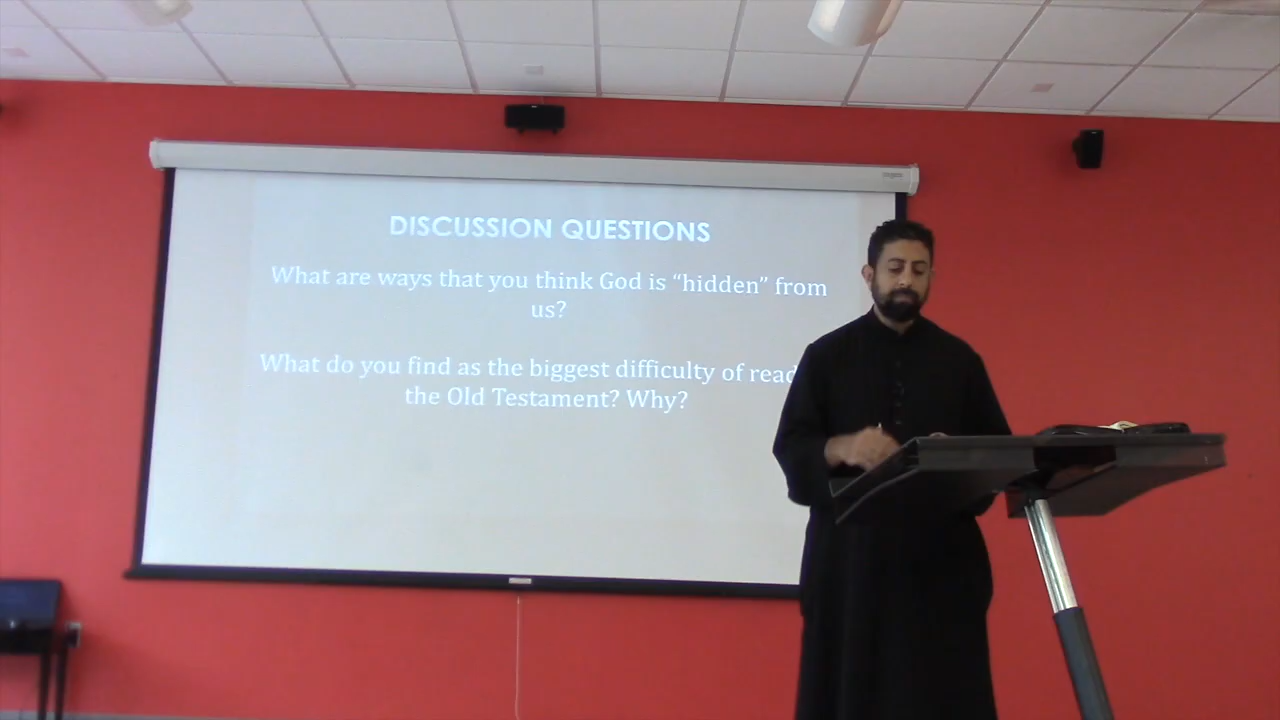 DISCUSSION QUESTIONS
What are ways that you think God is “hidden” from
us?
What do you find as the biggest difficulty of read
the Old Testament? Why?